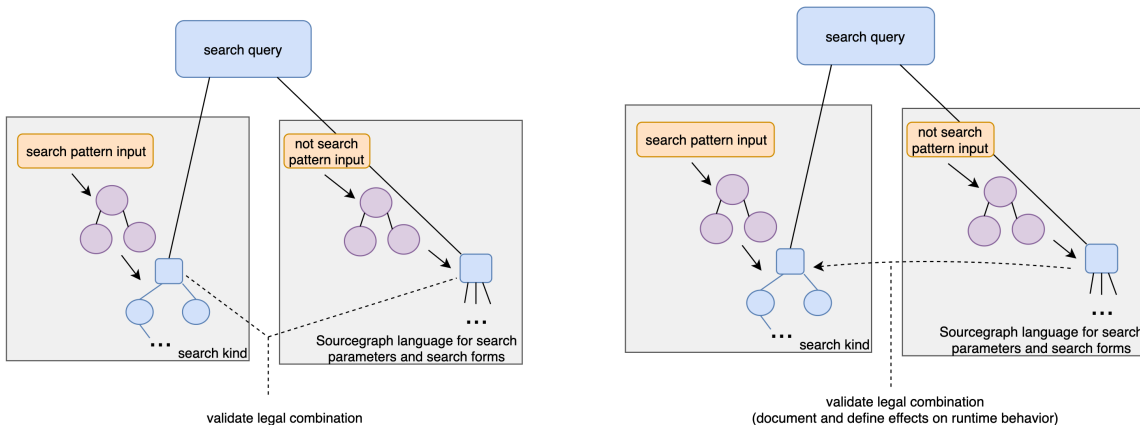 search query
search pattern input
not search
pattern input
...
search kind
...
Sourcegraph language for search
parameters and search forms
validate legal combination
search query
search pattern input
not search
pattern input
...
search kind
...
Sourcegraph language for search
parameters and search forms
validate legal combination
(document and define effects on runtime behavior)